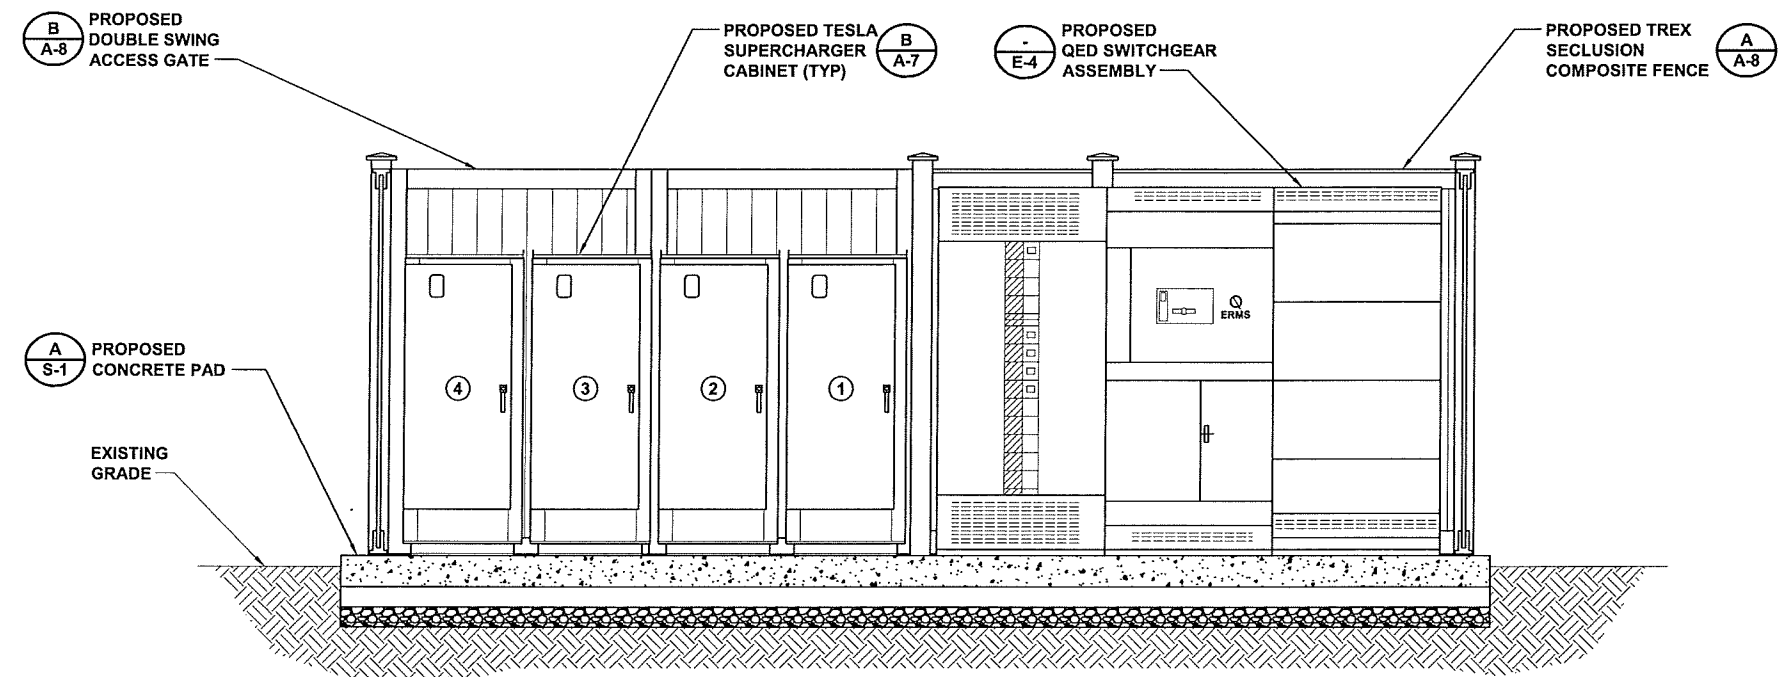 B
A-8
PROPOSED
DOUBLE SWING
ACCESS GATE
PROPOSED TESLA
SUPERCHARGER
CABINET (TYP)
B
A-7
-
E-4
PROPOSED
QED SWITCHGEAR
ASSEMBLY
PROPOSED TREX
SECLUSION
COMPOSITE FENCE
A
A-8
ERMS
A
S-1
PROPOSED
CONCRETE PAD
4
3
2
1
EXISTING
GRADE